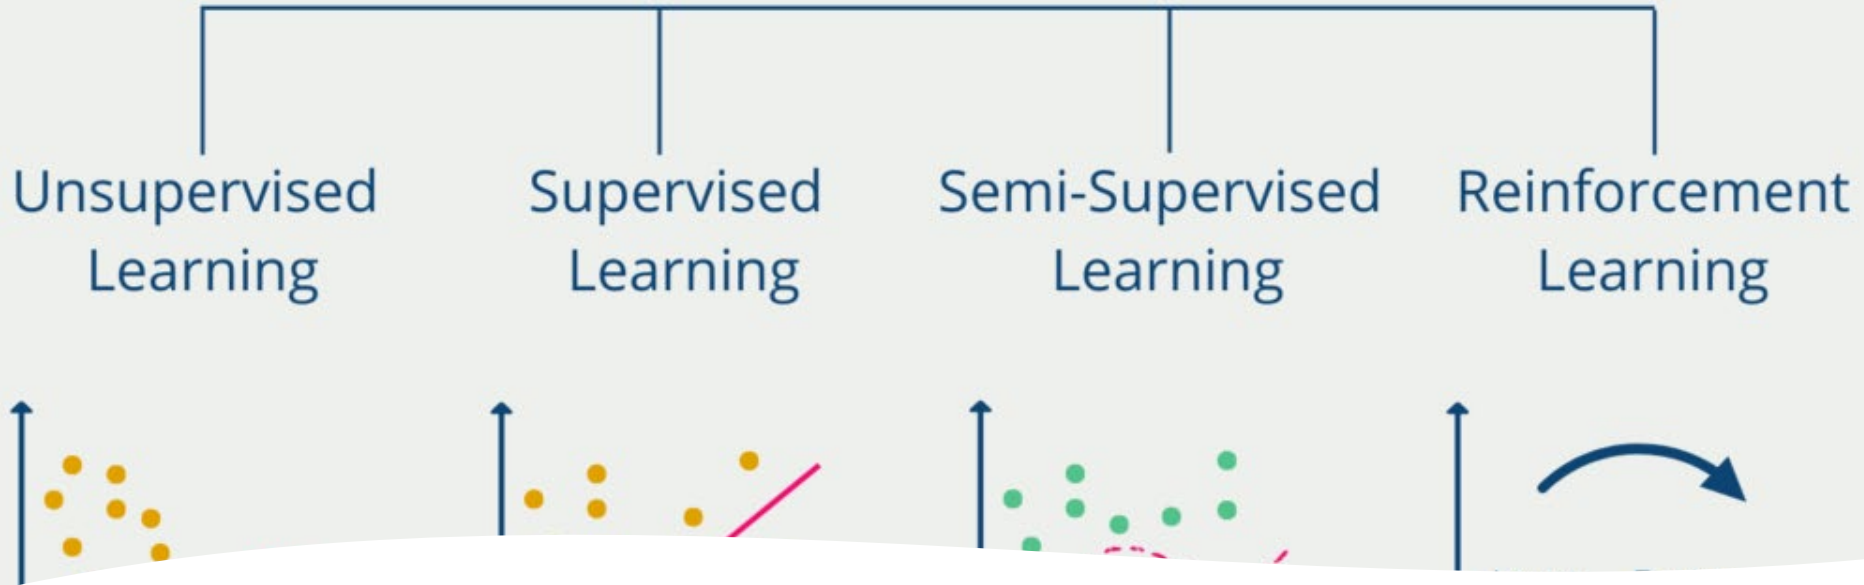 Unsupervised
Learning
Supervised
Learning
Semi-Supervised
Learning
Reinforcement
Learning